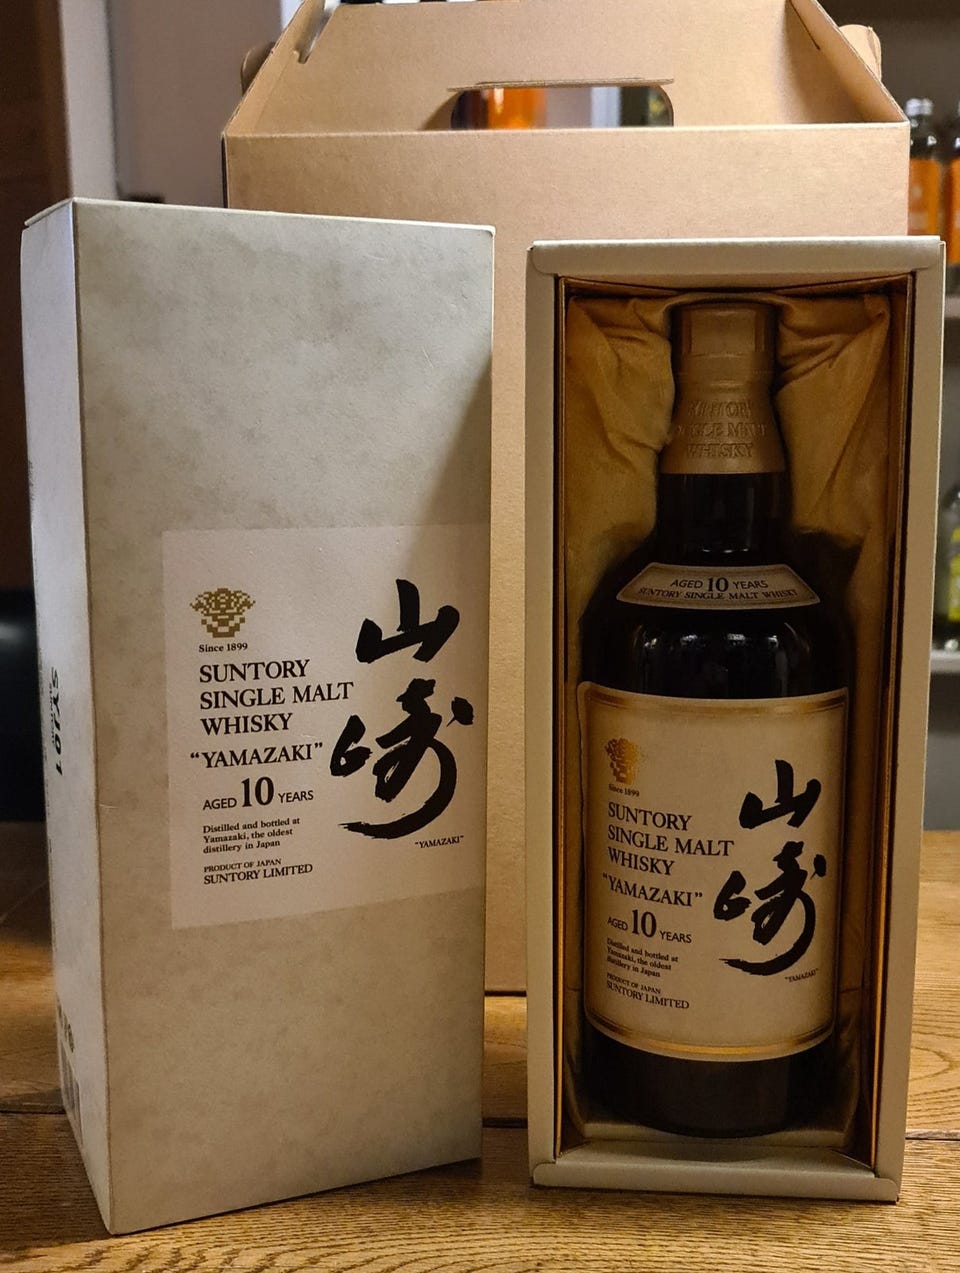 Since 1899
SUNTORY
SINGLE MALT
WHISKY
"YAMAZAKI"
AGED 10 YEARS
Distilled and bottled at
Yamazaki, the oldest
distillery in Japan
PRODUCT OF JAPAN
SUNTORY LIMITED
山崎
"YAMAZAKI"
SYJ01
SUNTORY
SINGLE MALT
WHISKY
AGED 10 YEARS
SUNTORY SINGLE MALT WHISKY
Since 1899
SUNTORY
SINGLE MALT
WHISKY
"YAMAZAKI"
AGED 10 YEARS
Distilled and bottled at
Yamazaki, the oldest
distillery in Japan
PRODUCT OF JAPAN
SUNTORY LIMITED
山崎
"YAMAZAKI"